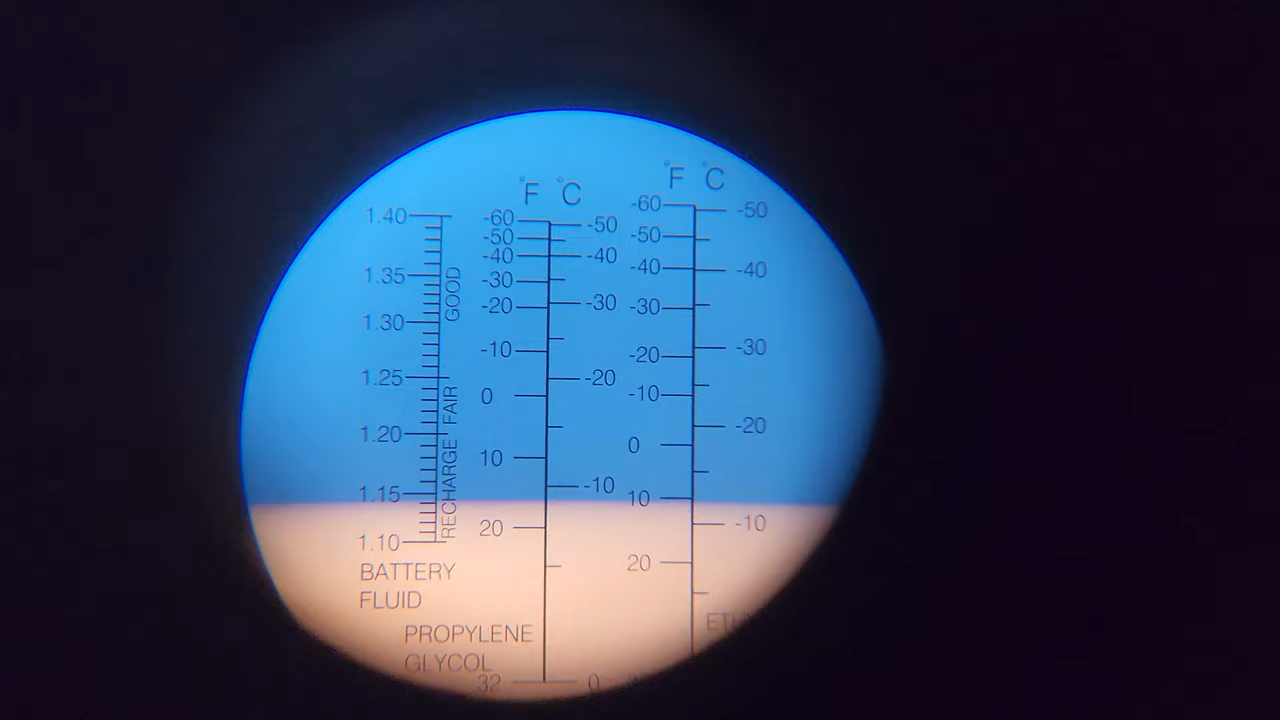 °F °C °F °C
1.40 -60 -50 -60 -50
-50 -50
1.35 -40 -40 -40 -40
GOOD
-30
1.30 -20 -30 -30
-10 -20 -30
1.25 -20 -10
FAIR
0 -20
1.20 0
RECHARGE
10
1.15 -10 10
20 -10
1.10 20
BATTERY
FLUID
PROPYLENE
GLYCOL
32 0